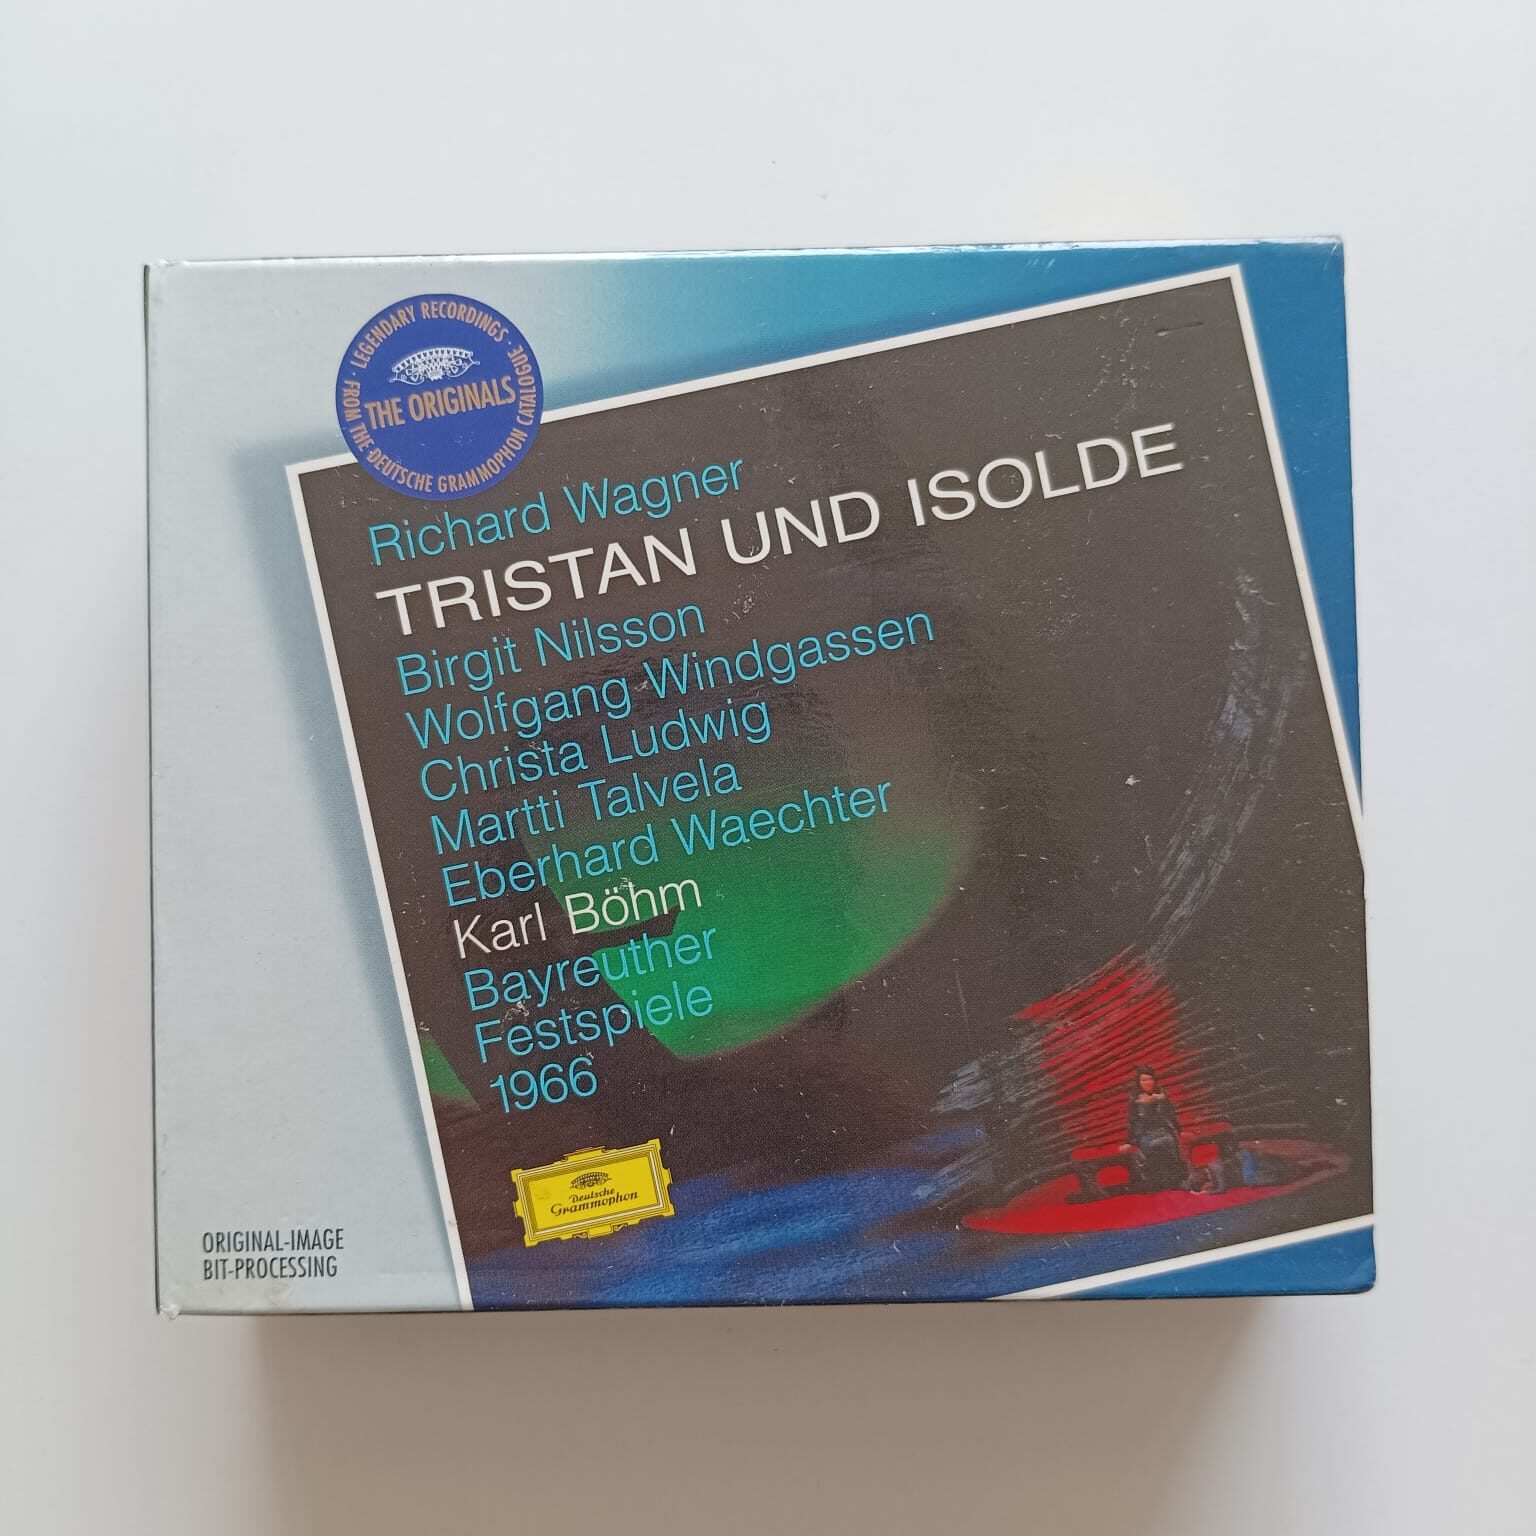 LEGENDARY RECORDINGS · FROM THE DEUTSCHE GRAMMOPHON CATALOGUE ·
THE ORIGINALS
Richard Wagner
TRISTAN UND ISOLDE
Birgit Nilsson
Wolfgang Windgassen
Christa Ludwig
Martti Talvela
Eberhard Waechter
Karl Böhm
Bayreuther
Festspiele
1966
Deutsche
Grammophon
ORIGINAL-IMAGE
BIT-PROCESSING